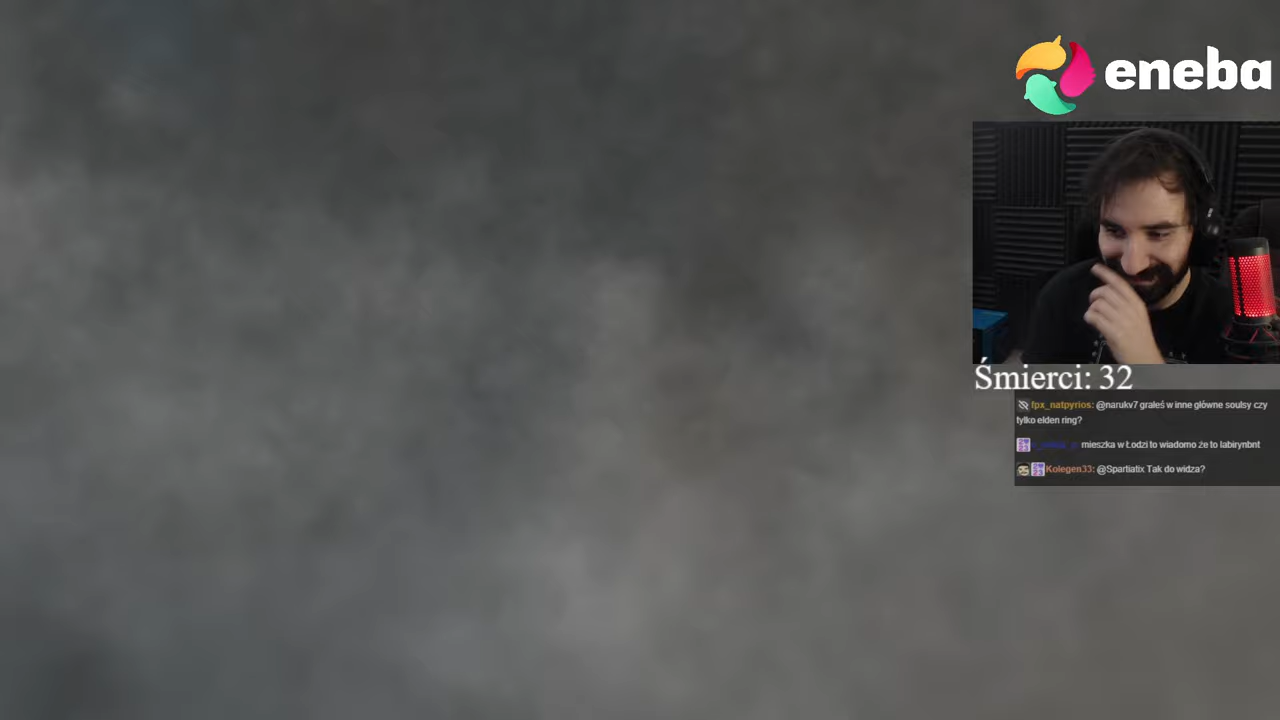 eneba
Śmierci: 32
fpx_natpyrios: @narukv7 grałeś w inne główne soulsy czy
tylko elden ring?
mieszka w Łodzi to wiadomo że to labirynbnt
Kolegen33: @Spartiatix Tak do widza?